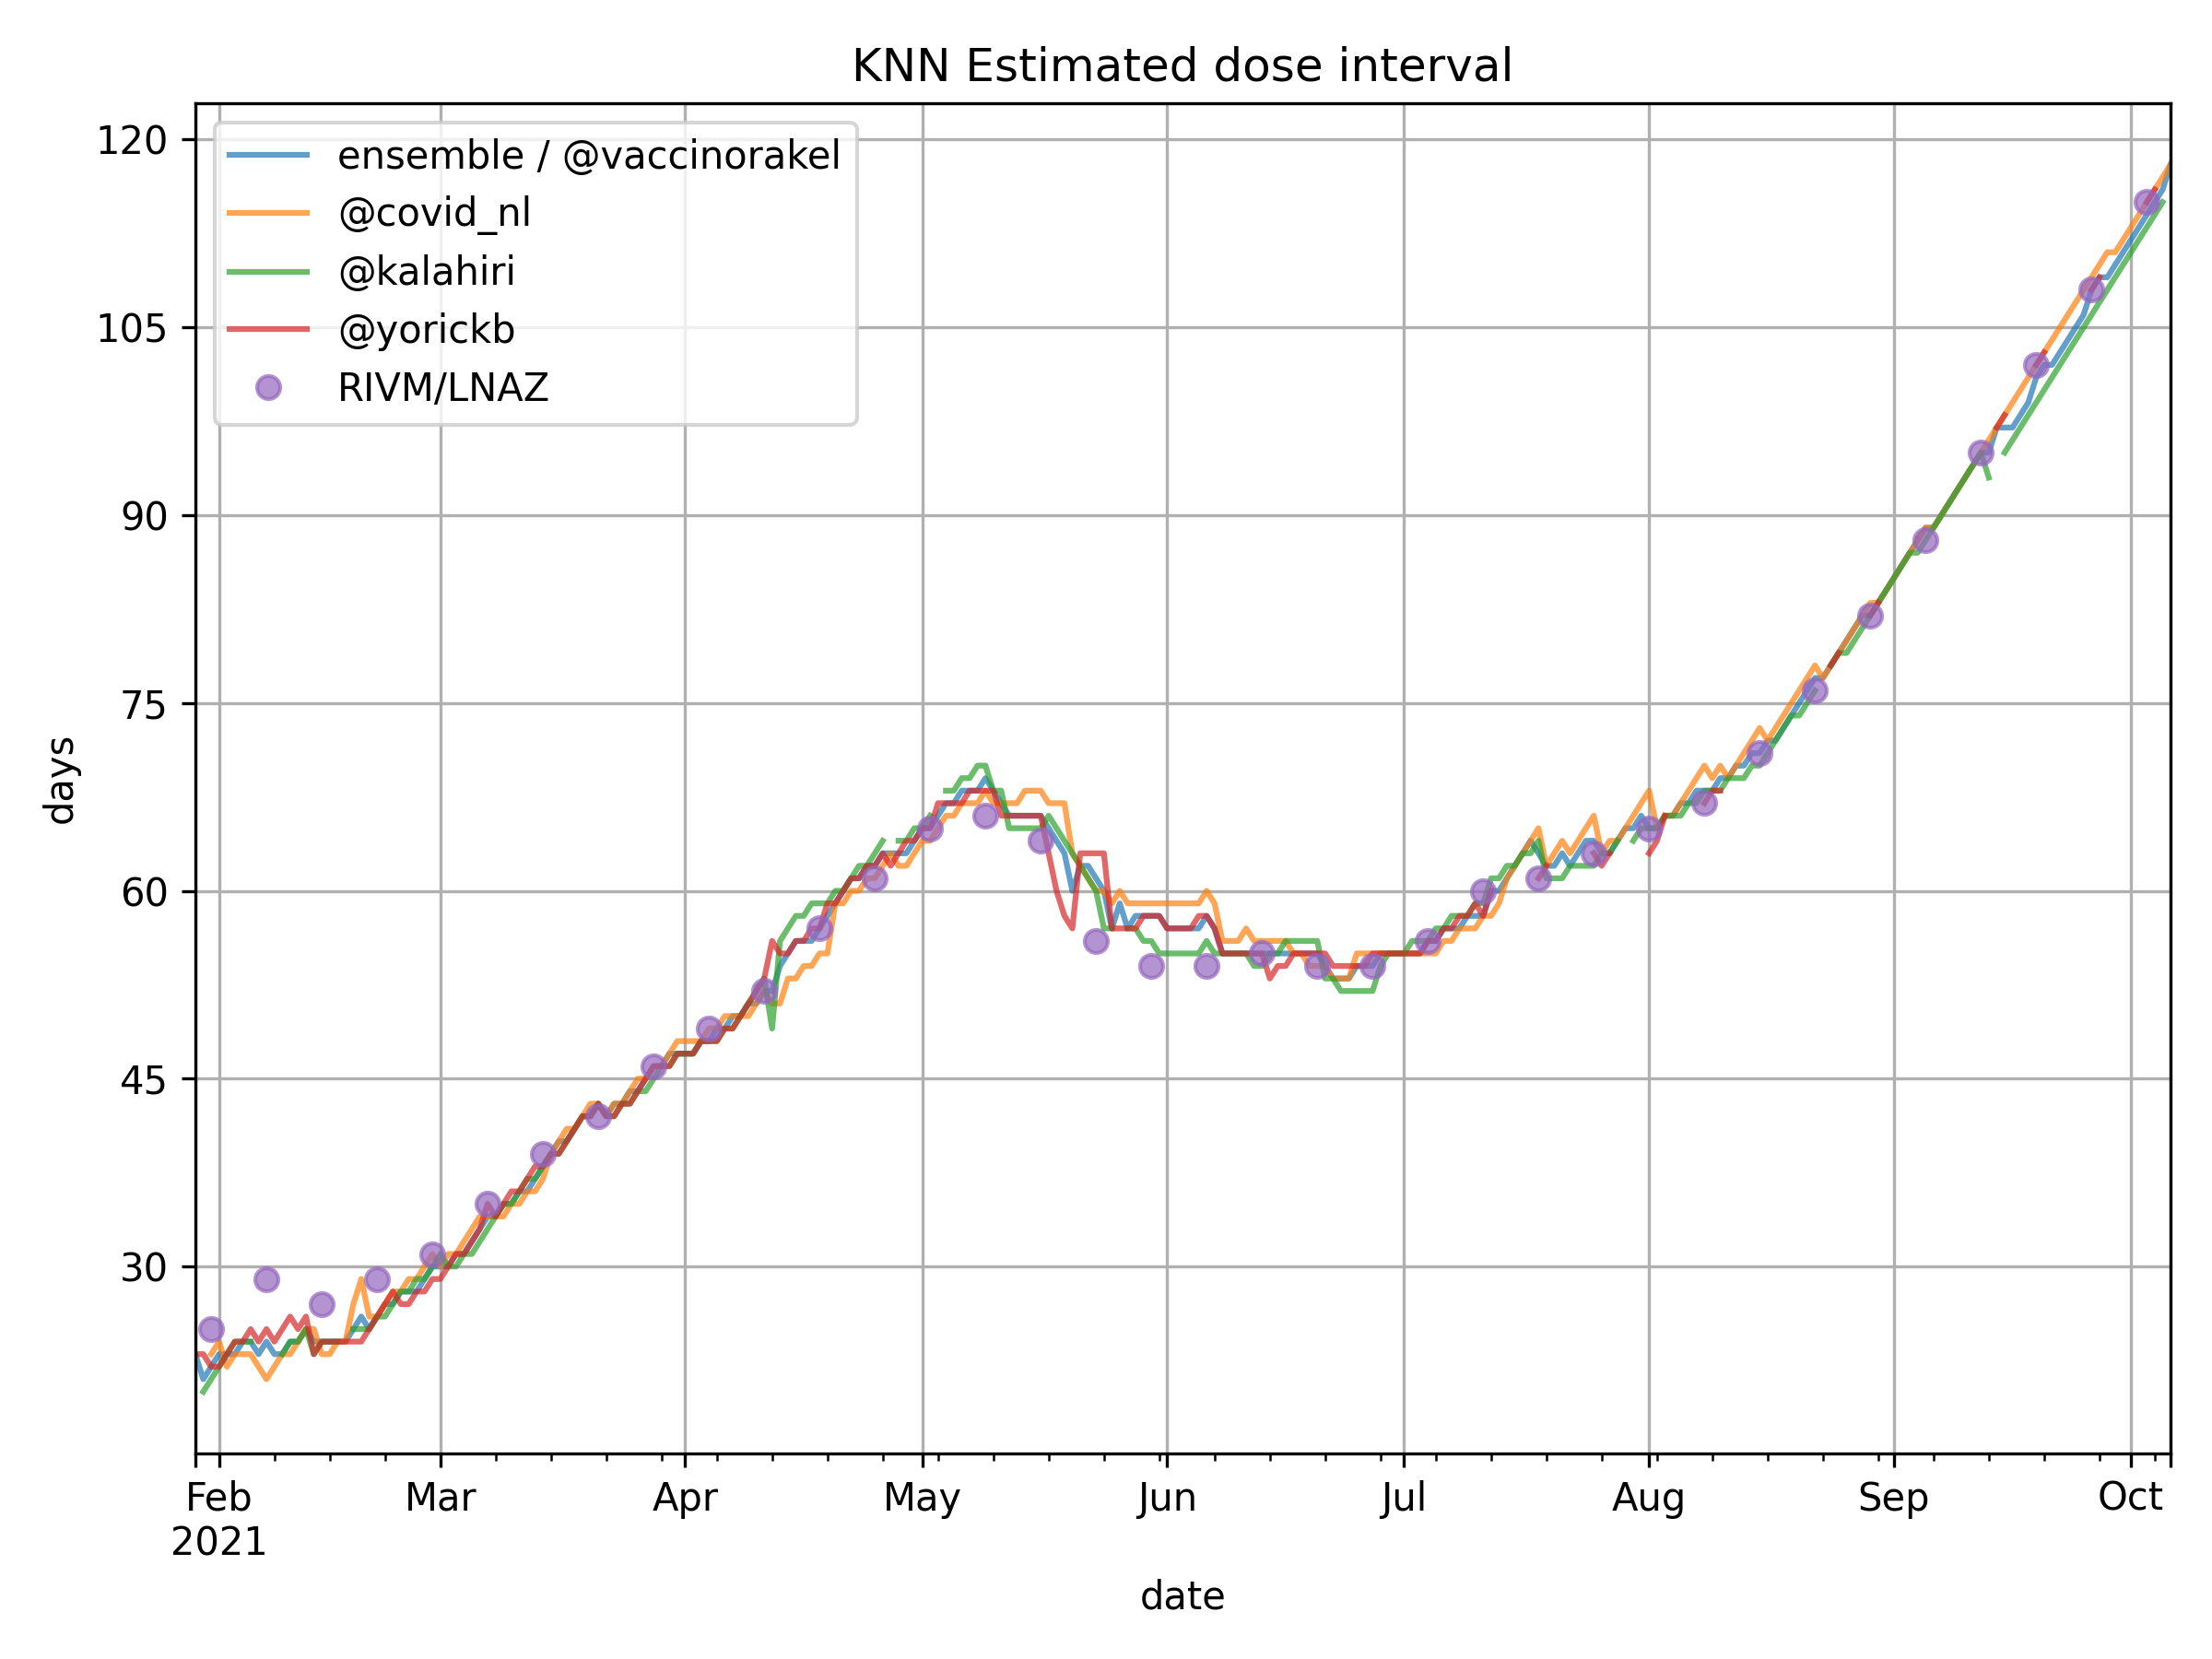 KNN Estimated dose interval
ensemble / @vaccinorakel
@covid_nl
@kalahiri
@yorickb
RIVM/LNAZ
120
105
90
75
60
45
30
days
Feb Mar Apr May Jun Jul Aug Sep Oct
2021
date